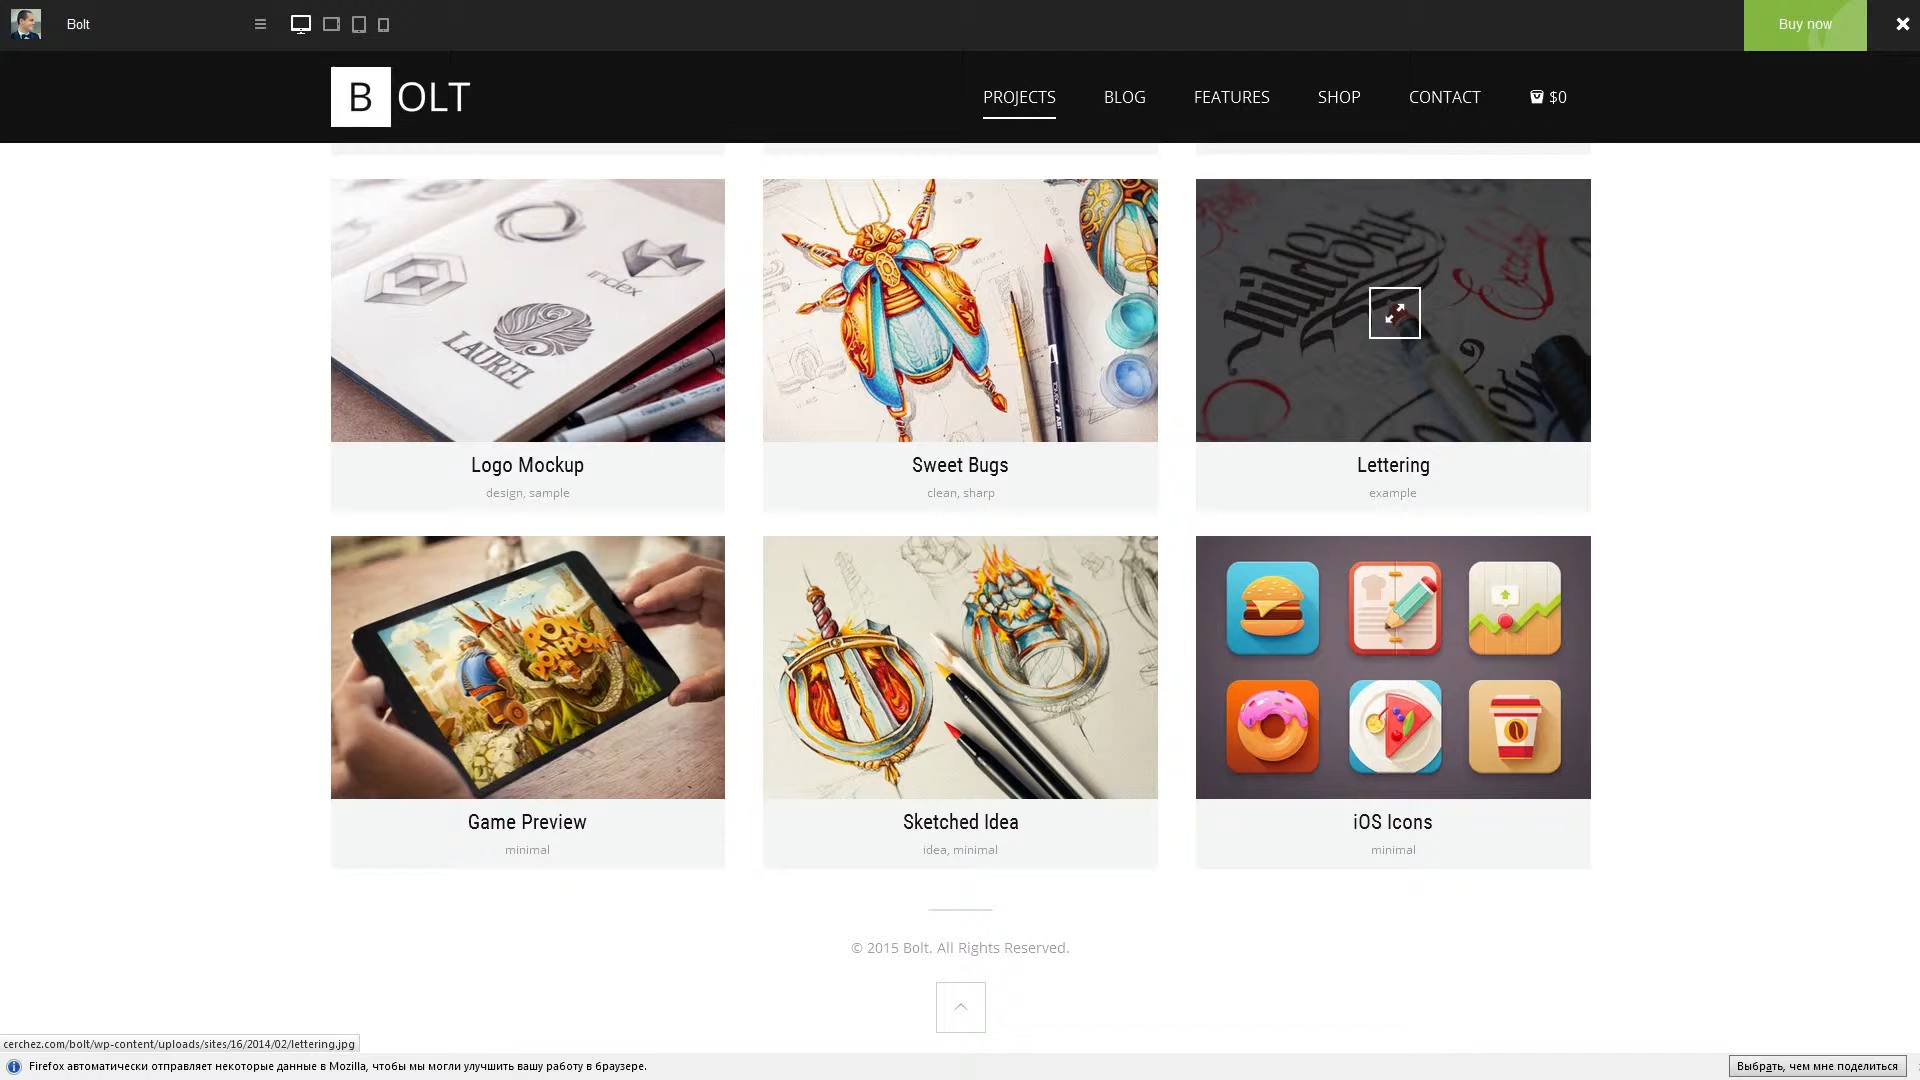 Bolt
Buy now
BOLT
PROJECTS BLOG FEATURES SHOP CONTACT $0
index
LAUREL
Logo Mockup
design, sample
Sweet Bugs
clean, sharp
Lettering
example
Game Preview
minimal
Sketched Idea
idea, minimal
iOS Icons
minimal
© 2015 Bolt. All Rights Reserved.
cerchez.com/bolt/wp-content/uploads/sites/16/2014/02/lettering.jpg
Firefox автоматически отправляет некоторые данные в Mozilla, чтобы мы могли улучшить вашу работу в браузере.
Выбрать, чем мне поделиться